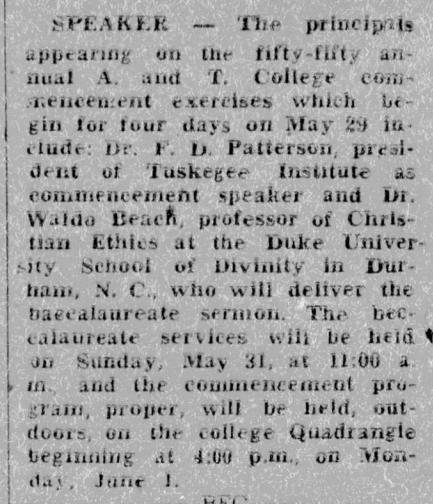 SPEAKER — The principals
appearing on the fifty-fifty an-
nual A. and T. College com-
mencement exercises which be-
gin for four days on May 29 in-
clude: Dr. F. D. Patterson, presi-
dent of Tuskegee Institute as
commencement speaker and Dr.
Waldo Beach, professor of Chris-
tian Ethics at the Duke Univer-
sity School of Divinity in Dur-
ham, N. C., who will deliver the
baccalaureate sermon. The bec-
calaureate services will be held
on Sunday, May 31, at 11:00 a.
m. and the commencement pro-
gram, proper, will be held, out-
doors, on the college Quadrangle
beginning at 4:00 p.m., on Mon-
day, June 1.